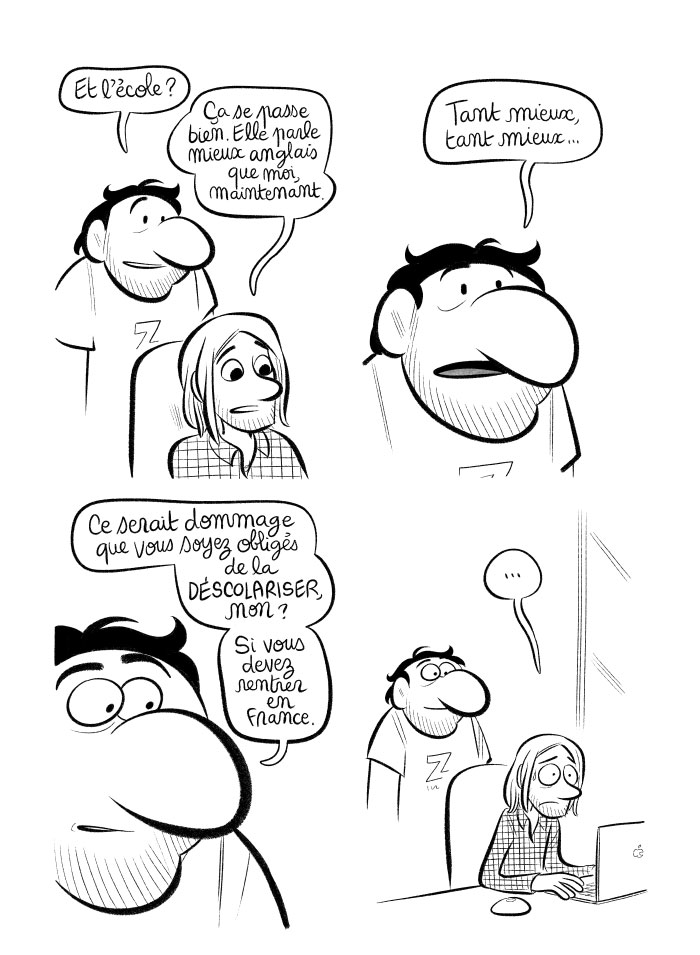 Et l'école ?
Ça se passe
bien. Elle parle
mieux anglais
que moi,
maintenant.
Tant mieux,
tant mieux...
Ce serait dommage
que vous soyez obligés
de la
DÉSCOLARISER,
non ?
Si vous
devez
rentrer
en
France.
...